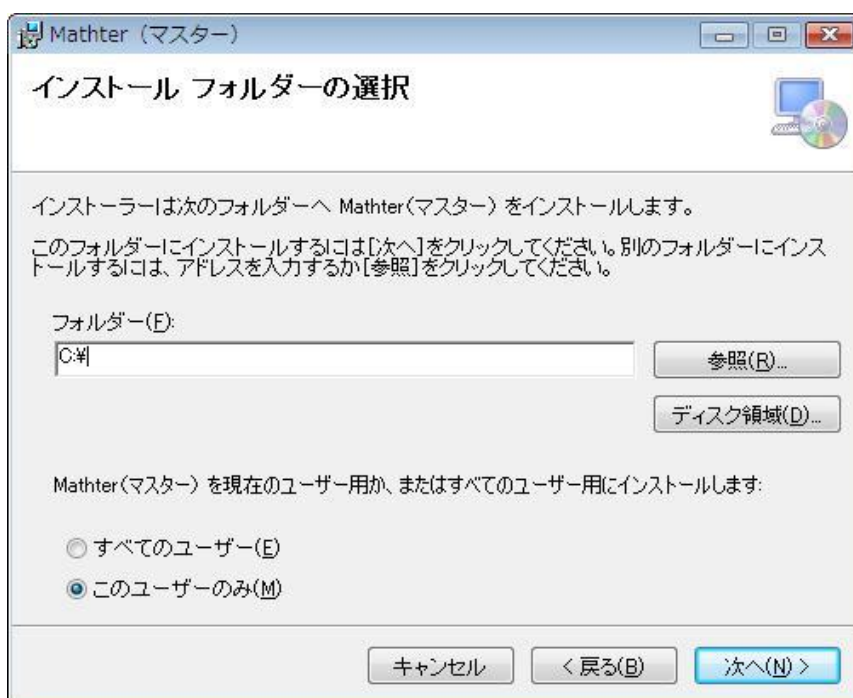 Mathter（マスター）
インストール フォルダーの選択
インストーラーは次のフォルダーへ Mathter（マスター）をインストールします。
このフォルダーにインストールするには[次へ]をクリックしてください。別のフォルダーにインス
トールするには、アドレスを入力するか[参照]をクリックしてください。
フォルダー(F):
C:¥
参照(R)...
ディスク領域(D)...
Mathter（マスター）を現在のユーザー用か、またはすべてのユーザー用にインストールします:
すべてのユーザー(E)
このユーザーのみ(M)
キャンセル
< 戻る(B)
次へ(N) >